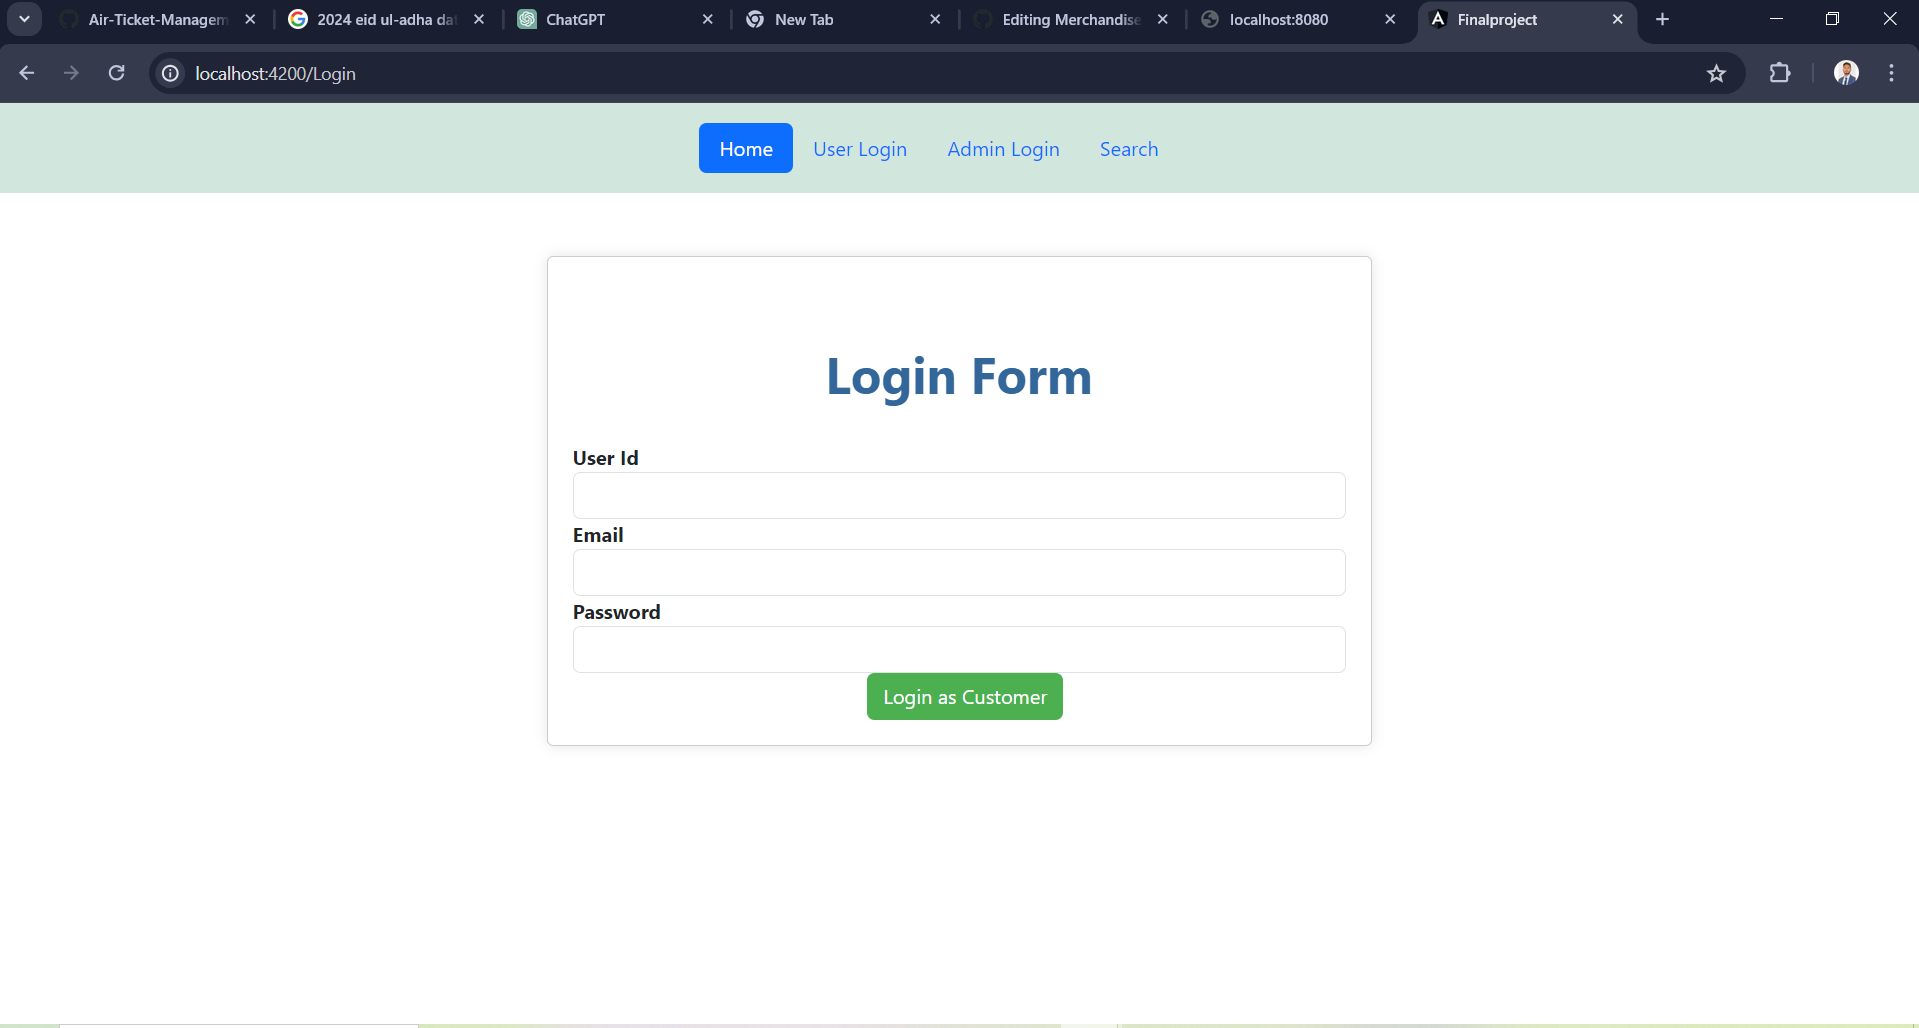 Air-Ticket-Managem
2024 eid ul-adha dat
ChatGPT
New Tab
Editing Merchandise
localhost:8080
Finalproject
localhost:4200/Login
Home User Login Admin Login Search
Login Form
User Id
Email
Password
Login as Customer